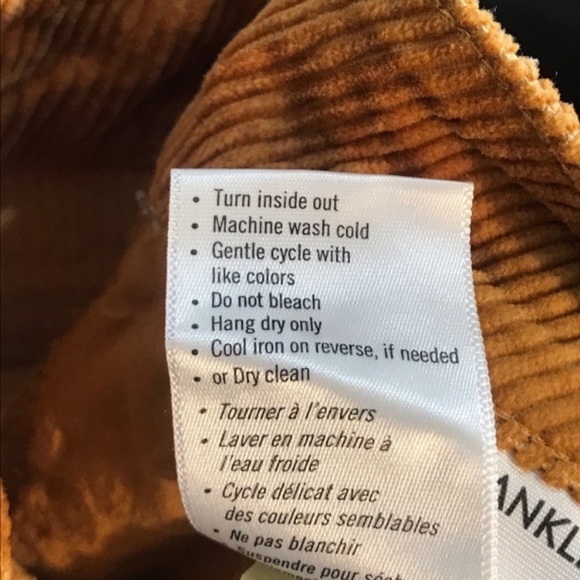 • Turn inside out
• Machine wash cold
• Gentle cycle with
like colors
• Do not bleach
• Hang dry only
• Cool iron on reverse, if needed
• or Dry clean
• Tourner à l'envers
• Laver en machine à
l'eau froide
• Cycle délicat avec
des couleurs semblables
• Ne pas blanchir
Suspendre pour
ANKL